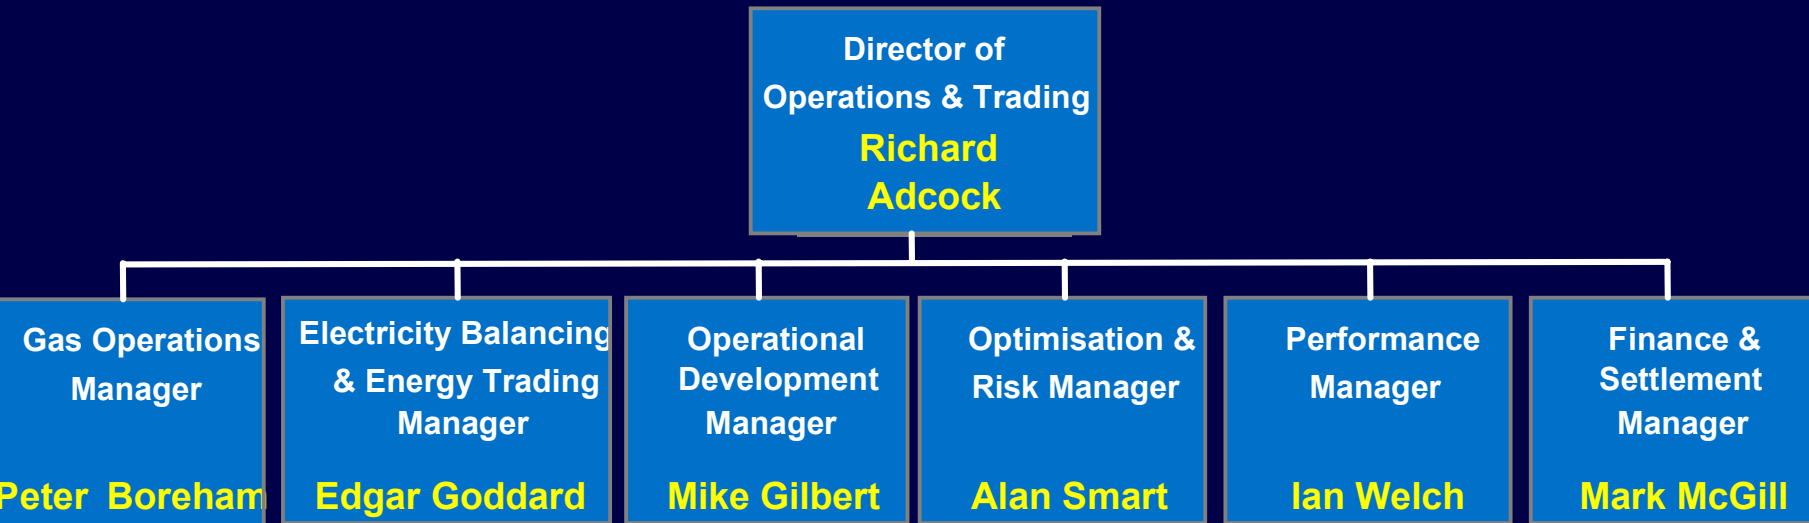 Director of
Operations & Trading
Richard
Adcock
Gas Operations
Manager
Peter Boreham
Electricity Balancing
& Energy Trading
Manager
Edgar Goddard
Operational
Development
Manager
Mike Gilbert
Optimisation &
Risk Manager
Alan Smart
Performance
Manager
Ian Welch
Finance &
Settlement
Manager
Mark McGill